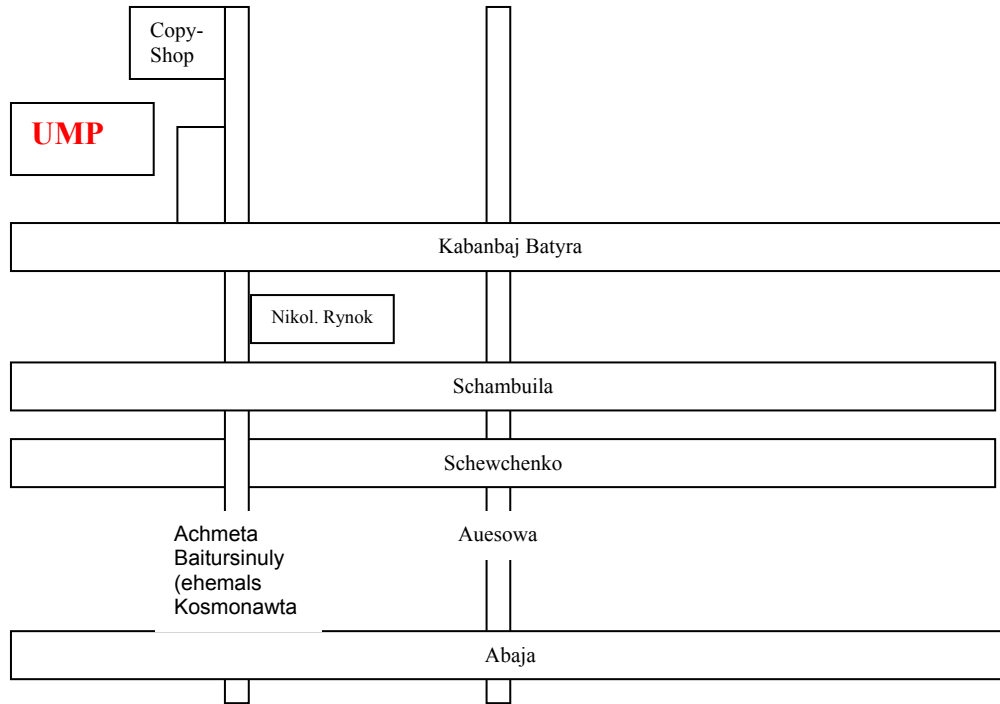 Copy-
Shop
UMP
Kabanbaj Batyra
Nikol. Rynok
Schambuila
Schewchenko
Achmeta
Baitursinuly
(ehemals
Kosmonawta
Auesowa
Abaja